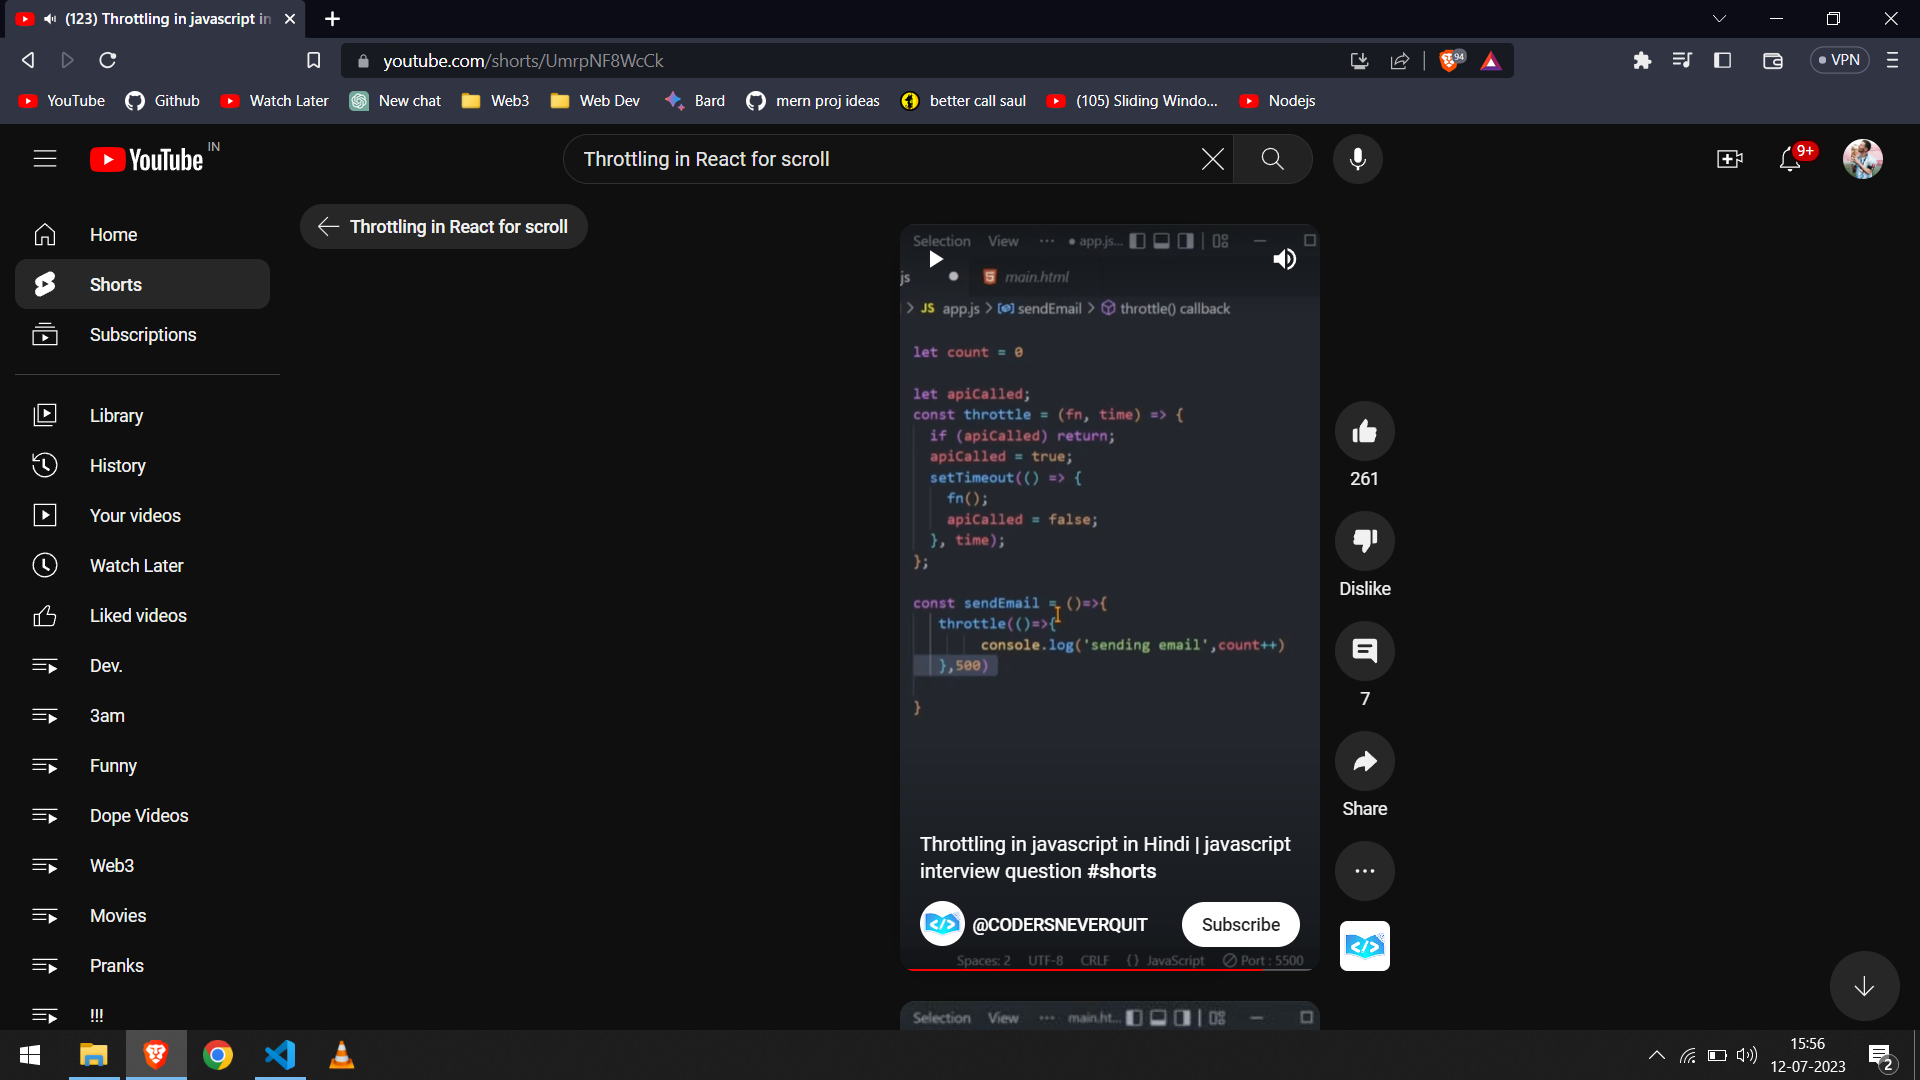 (123) Throttling in javascript in
youtube.com/shorts/UmrpNF8WcCk
94
VPN
YouTube
Github
Watch Later
New chat
Web3
Web Dev
Bard
mern proj ideas
better call saul
(105) Sliding Windo...
Nodejs
YouTube IN
Throttling in React for scroll
9+
Home
Shorts
Subscriptions
Library
History
Your videos
Watch Later
Liked videos
Dev.
3am
Funny
Dope Videos
Web3
Movies
Pranks
!!!
Throttling in React for scroll
Selection View ... app.js...
js main.html
JS app.js > sendEmail > throttle() callback
let count = 0
let apiCalled;
const throttle = (fn, time) => {
if (apiCalled) return;
apiCalled = true;
setTimeout(() => {
fn();
apiCalled = false;
}, time);
};
const sendEmail = ()=>{
throttle(()=>{
console.log('sending email',count++)
},500)
}
Throttling in javascript in Hindi | javascript
interview question #shorts
@CODERSNEVERQUIT
Subscribe
Spaces: 2 UTF-8 CRLF {} JavaScript Port : 5500
261
Dislike
7
Share
Selection View ... main.ht...
15:56
12-07-2023
2